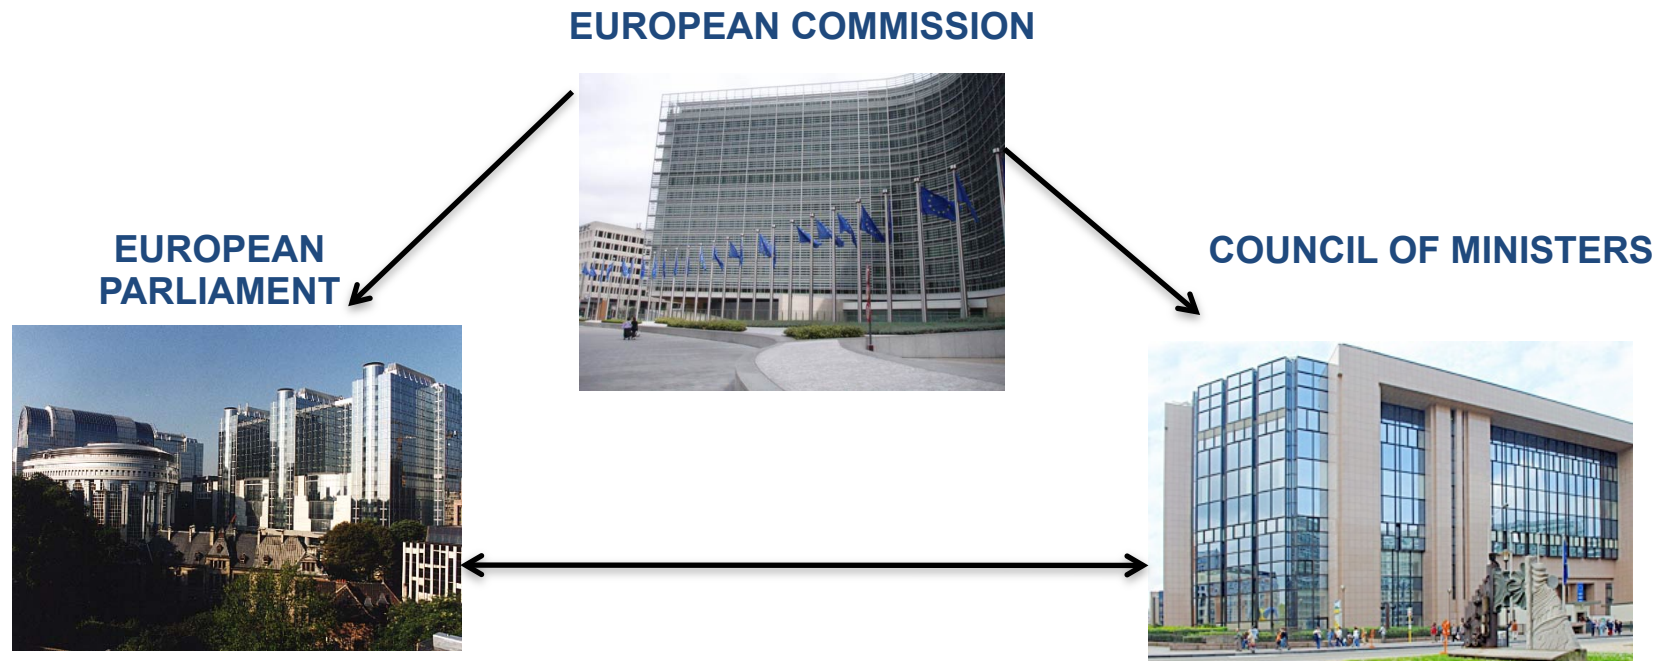 EUROPEAN COMMISSION
EUROPEAN
PARLIAMENT
COUNCIL OF MINISTERS